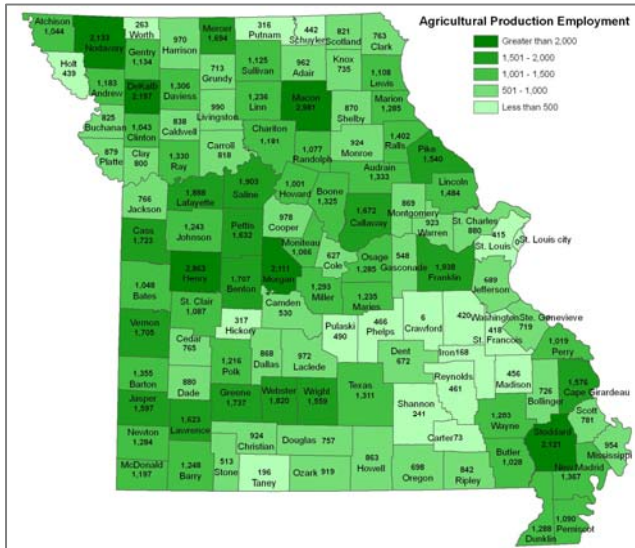 Agricultural Production Employment
Greater than 2,000
1,501 - 2,000
1,001 - 1,500
501 - 1,000
Less than 500
Atchison
1,044
2,133
Nodaway
263
Worth
970
Harrison
Mercer
1,694
316
Putnam
442
Schuyler
821
Scotland
763
Clark
Gentry
1,134
Holt
439
1,183
Andrew
DeKalb
1,306
Daviess
713
Grundy
1,125
Sullivan
962
Adair
Knox
735
1,108
Lewis
825
Buchanan
1,043
Clinton
838
Caldwell
990
Livingston
1,236
Linn
Macon
2,981
870
Shelby
Marion
1,285
879
Platte
Clay
800
1,330
Ray
Carroll
818
Chariton
1,191
1,077
Randolph
924
Monroe
1,402
Ralls
Pike
1,540
766
Jackson
1,888
Lafayette
1,903
Saline
1,001
Howard
Boone
1,325
Audrain
1,333
1,672
Callaway
869
Montgomery
Lincoln
1,484
923
Warren
St. Charles
880
415
St. Louis
St. Louis city
Cass
1,723
1,243
Johnson
Pettis
1,632
978
Cooper
Moniteau
1,066
627
Cole
Osage
1,285
548
Gasconade
1,938
Franklin
689
Jefferson
1,048
Bates
2,863
Henry
1,707
Benton
2,111
Morgan
1,293
Miller
1,235
Maries
St. Clair
1,087
Camden
530
Washington
420
Ste. Genevieve
719
418
St. Francois
Vernon
1,705
Cedar
765
317
Hickory
Pulaski
490
466
Phelps
6
Crawford
1,019
Perry
1,355
Barton
880
Dade
1,216
Polk
868
Dallas
972
Laclede
Dent
672
Iron 168
Reynolds
461
456
Madison
726
Bollinger
1,576
Cape Girardeau
Jasper
1,597
Greene
1,737
Webster
1,820
Wright
1,559
Texas
1,311
Shannon
241
1,203
Wayne
Scott
781
1,623
Lawrence
Newton
1,294
924
Christian
Douglas 757
Carter 73
Stoddard
2,121
954
Mississippi
McDonald
1,197
1,248
Barry
513
Stone
196
Taney
Ozark 919
863
Howell
698
Oregon
842
Ripley
Butler
1,028
New Madrid
1,367
1,288
Dunklin
1,090
Pemiscot